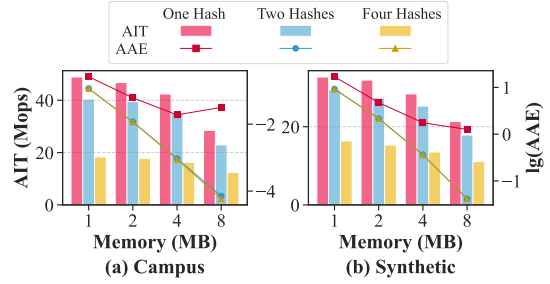 One Hash Two Hashes Four Hashes
AIT
AAE
AIT (Mops)
40
20
0
-2
-4
1 2 4 8
Memory (MB)
(a) Campus
20
0
1
0
-1
lg(AAE)
1 2 4 8
Memory (MB)
(b) Synthetic